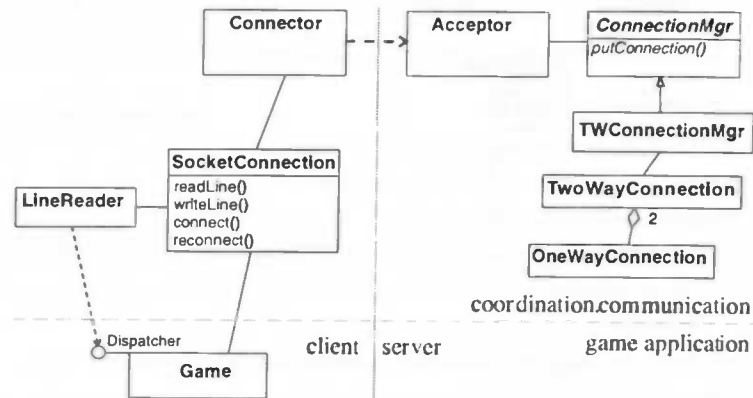 Connector
Acceptor
ConnectionMgr
putConnection()
TWConnectionMgr
SocketConnection
readLine()
writeLine()
connect()
reconnect()
LineReader
TwoWayConnection
2
OneWayConnection
coordination.communication
Dispatcher
client
server
game application
Game